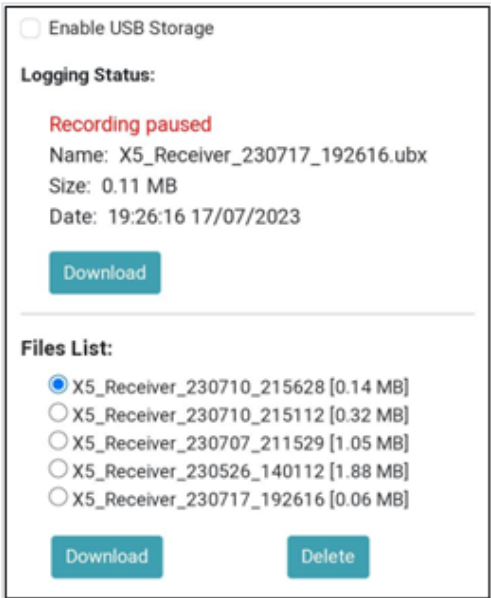 Enable USB Storage
Logging Status:
Recording paused
Name: X5_Receiver_230717_192616.ubx
Size: 0.11 MB
Date: 19:26:16 17/07/2023
Download
Files List:
X5_Receiver_230710_215628 [0.14 MB]
X5_Receiver_230710_215112 [0.32 MB]
X5_Receiver_230707_211529 [1.05 MB]
X5_Receiver_230526_140112 [1.88 MB]
X5_Receiver_230717_192616 [0.06 MB]
Download Delete